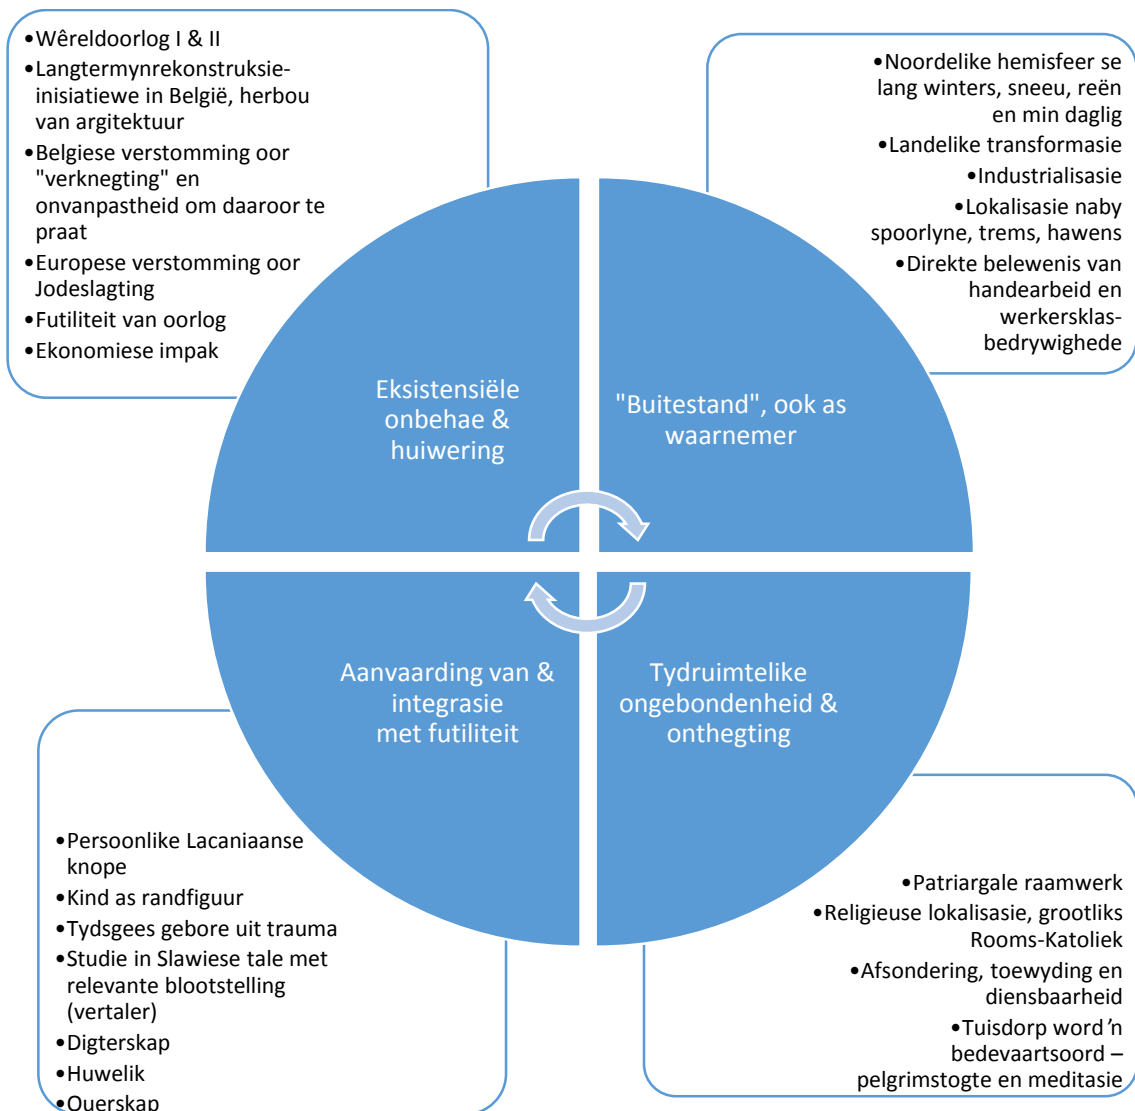 •Wêreldoorlog I & II
•Langtermynrekonstruksie-
inisiatiewe in België, herbou
van argitektuur
•Belgiese verstomming oor
"verknegting" en
onvanpastheid om daaroor te
praat
•Europese verstomming oor
Jodeslagting
•Futiliteit van oorlog
•Ekonomiese impak
•Noordelike hemisfeer se
lang winters, sneeu, reën
en min daglig
•Landelike transformasie
•Industrialisasie
•Lokalisasie naby
spoorlyne, trems, hawens
•Direkte belewenis van
handearbeid en
werkersklas-
bedrywighede
Eksistensiële
onbehae &
huiwering
"Buitestand", ook as
waarnemer
Aanvaarding van &
integrasie
met futiliteit
Tydruimtelike
ongebondenheid &
onthegting
•Persoonlike Lacaniaanse
knope
•Kind as randfiguur
•Tydsgees gebore uit trauma
•Studie in Slawiese tale met
relevante blootstelling
(vertaler)
•Digterskap
•Huwelik
•Ouerskap
•Patriargale raamwerk
•Religieuse lokalisasie, grootliks
Rooms-Katoliek
•Afsondering, toewyding en
diensbaarheid
•Tuisdorp word 'n
bedevaartsoord –
pelgrimstogte en meditasie